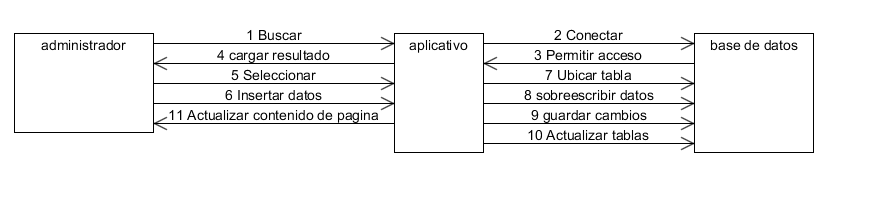 administrador
aplicativo
base de datos
1 Buscar
2 Conectar
3 Permitir acceso
4 cargar resultado
5 Seleccionar
6 Insertar datos
7 Ubicar tabla
8 sobreescribir datos
9 guardar cambios
10 Actualizar tablas
11 Actualizar contenido de pagina